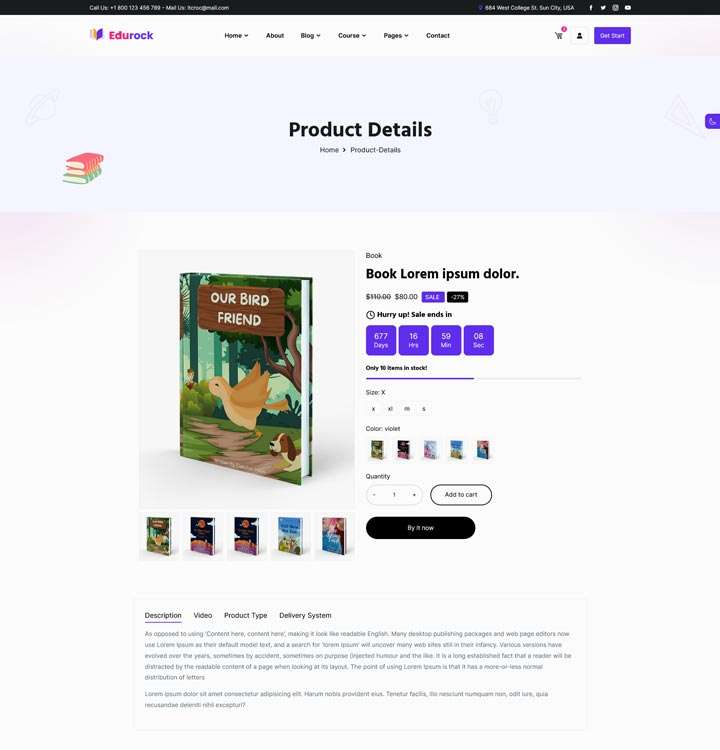 Call Us: +1 800 123 456 789 - Mail Us: Itcroc@mail.com
684 West College St. Sun City, USA
Edurock
Home
About
Blog
Course
Pages
Contact
Get Start
Product Details
Home > Product-Details
OUR BIRD
FRIEND
Book
Book Lorem ipsum dolor.
$110.00 $80.00 SALE -27%
Hurry up! Sale ends in
677 16 59 08
Days Hrs Min Sec
Only 16 items in stock!
Size: X
x xl m s
Color: violet
Quantity
- 1 +
Add to cart
By it now
Description Video Product Type Delivery System
As opposed to using 'Content here, content here', making it look like readable English. Many desktop publishing packages and web page editors now
use Lorem Ipsum as their default model text, and a search for 'lorem ipsum' will uncover many web sites still in their infancy. Various versions have
evolved over the years, sometimes by accident, sometimes on purpose (injected humour and the like. It is a long established fact that a reader will be
distracted by the readable content of a page when looking at its layout. The point of using Lorem Ipsum is that it has a more-or-less normal
distribution of letters
Lorem ipsum dolor sit amet consectetur adipisicing elit. Harum nobis provident eius. Tenetur facilis, illo nesciunt numquam non, odit iure, quia
recusandae deleniti nihil excepturi?